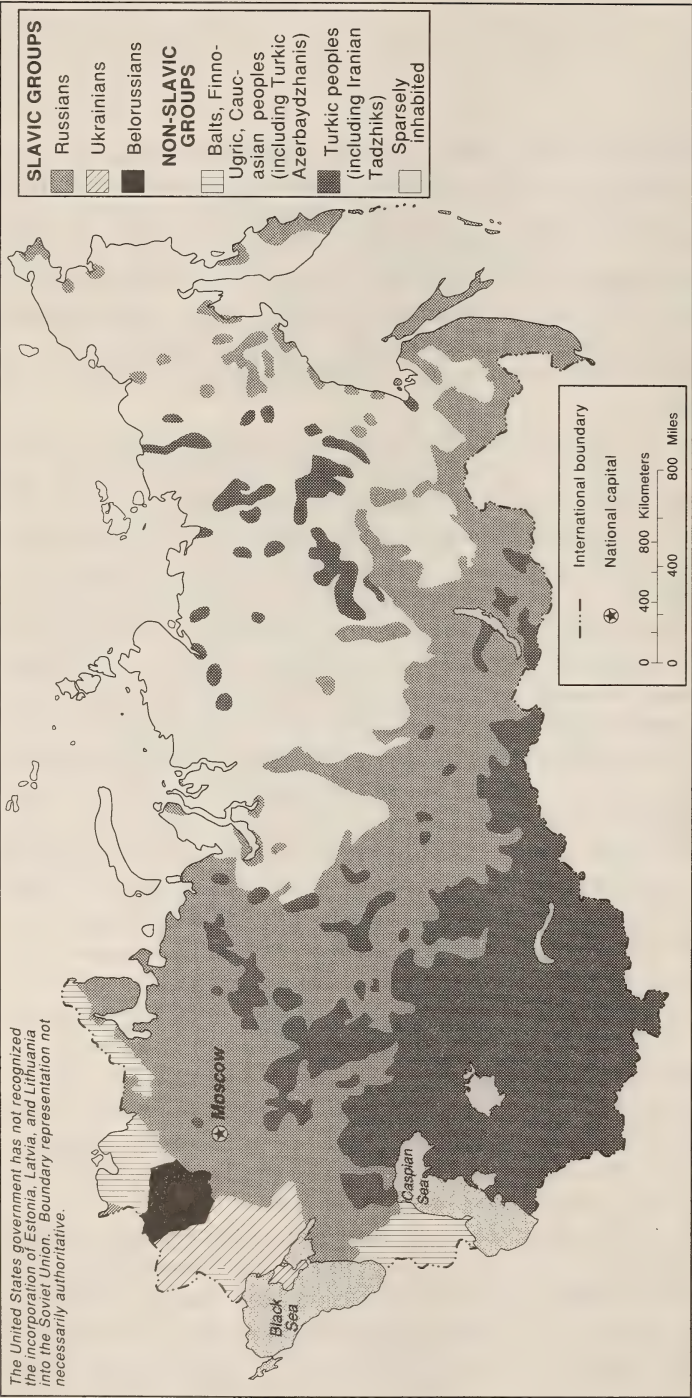 The United States government has not recognized
the incorporation of Estonia, Latvia, and Lithuania
into the Soviet Union. Boundary representation not
necessarily authoritative.
Moscow
Black
Sea
Caspian
Sea
SLAVIC GROUPS
Russians
Ukrainians
Belorussians
NON-SLAVIC
GROUPS
Balts, Finno-
Ugric, Cauc-
asian peoples
(including Turkic
Azerbaydzhanis)
Turkic peoples
(including Iranian
Tadzhiks)
Sparsely
inhabited
International boundary
National capital
0 400 800 Kilometers
0 400 800 Miles